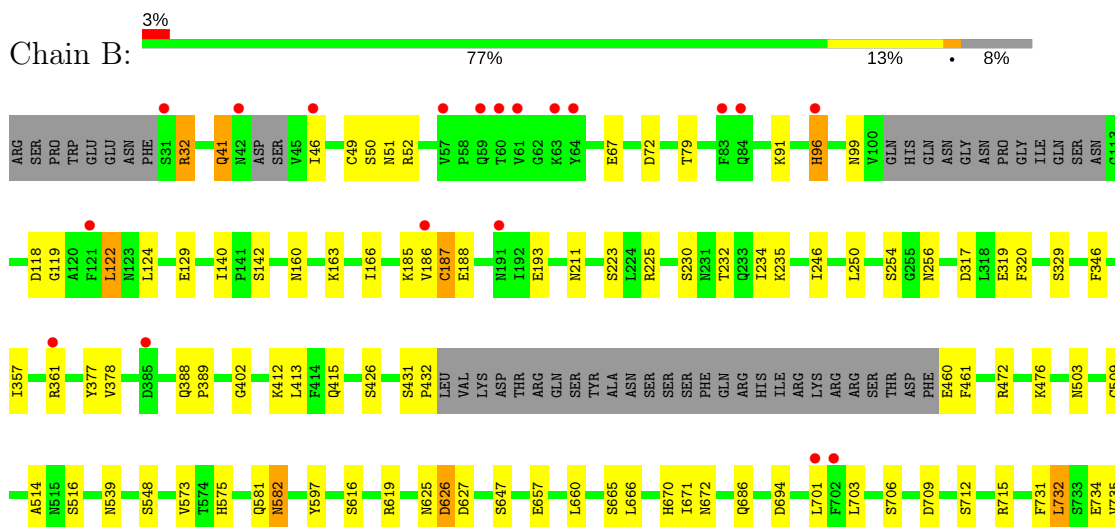 3%
Chain B:
77% 13% • 8%
ARG SER PRO TRP GLU GLU ASN PHE S31 R32 Q41 N42 ASP SER V45 I46 C49 S50 N51 R52 V57 P58 Q59 T60 V61 G62 K63 Y64 E67 D72 T79 F83 Q84 K91 H96 N99 V100 GLN HIS GLN ASN GLY ASN PRO GLY ILE GLN SER ASN G113
D118 G119 A120 F121 L122 N123 L124 E129 I140 P141 S142 N160 K163 I166 K185 V186 C187 E188 N191 I192 E193 N211 S223 L224 R225 S230 N231 T232 Q233 I234 K235 I246 L250 S254 G255 N256 D317 L318 E319 F320 S329 F346
I357 R361 Y377 V378 D385 Q388 P389 G402 K412 L413 F414 Q415 S426 S431 P432 LEU VAL LYS ASP THR ARG GLN SER TYR ALA ASN SER SER SER PHE GLN ARG HIS ILE ARG LYS ARG ARG SER THR ASP PHE E460 F461 R472 K476 N503
A514 N515 S516 N539 S548 V573 T574 H575 Q581 N582 Y597 S616 R619 N625 D626 D627 S647 E657 L660 S665 L666 H670 I671 N672 Q686 D694 L701 F702 L703 S706 D709 S712 R715 F731 L732 S733 E734